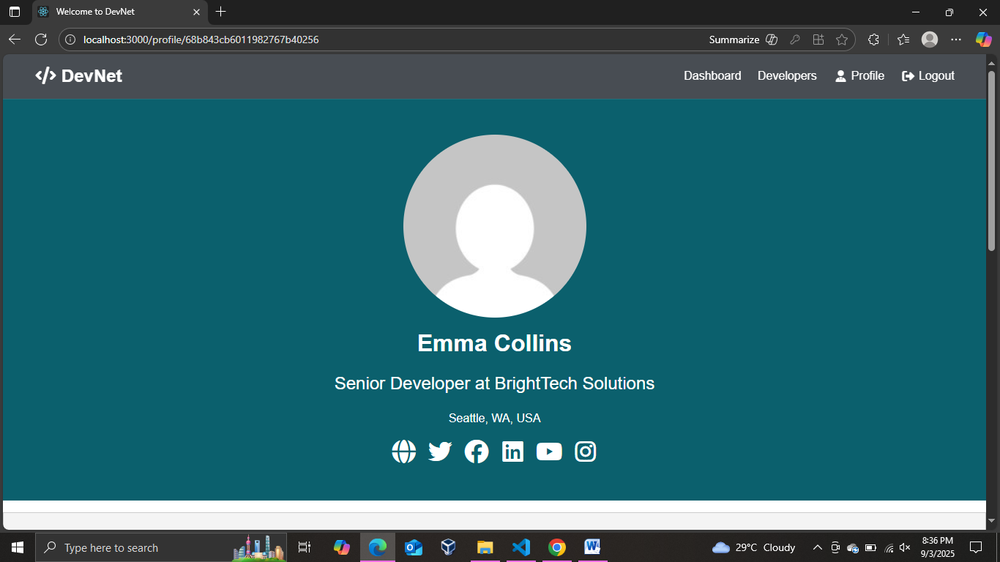 Welcome to DevNet
localhost:3000/profile/68b843cb6011982767b40256
Summarize
</> DevNet
Dashboard Developers Profile Logout
Emma Collins
Senior Developer at BrightTech Solutions
Seattle, WA, USA
Type here to search
29°C Cloudy
8:36 PM
9/3/2025